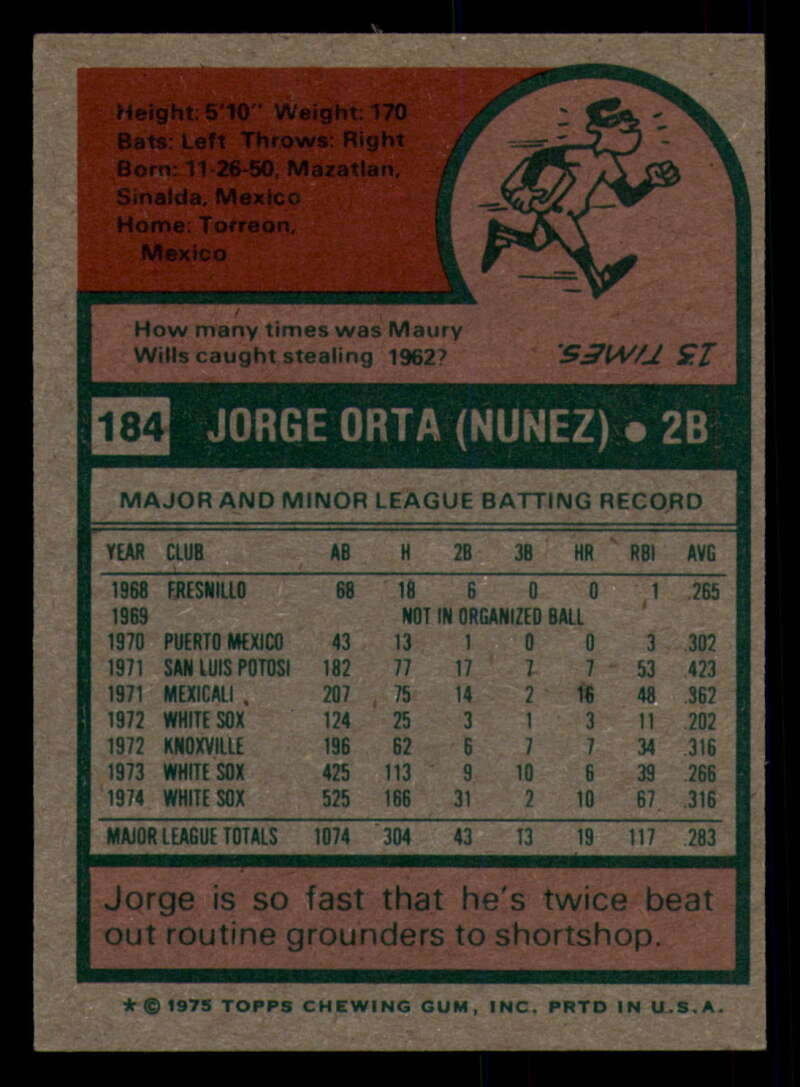 Height: 5'10" Weight: 170
Bats: Left Throws: Right
Born: 11-26-50, Mazatlan,
Sinalda, Mexico
Home: Torreon,
Mexico
How many times was Maury
Wills caught stealing 1962?
13 TIMES.
184 JORGE ORTA (NUNEZ) • 2B
MAJOR AND MINOR LEAGUE BATTING RECORD
YEAR CLUB AB H 2B 3B HR RBI AVG
1968 FRESNILLO 68 18 6 0 0 1 .265
1969 NOT IN ORGANIZED BALL
1970 PUERTO MEXICO 43 13 1 0 0 3 .302
1971 SAN LUIS POTOSI 182 77 17 7 7 53 .423
1971 MEXICALI 207 75 14 2 16 48 .362
1972 WHITE SOX 124 25 3 1 3 11 .202
1972 KNOXVILLE 196 62 6 7 7 34 .316
1973 WHITE SOX 425 113 9 10 6 39 .266
1974 WHITE SOX 525 166 31 2 10 67 .316
MAJOR LEAGUE TOTALS 1074 304 43 13 19 117 .283
Jorge is so fast that he's twice beat
out routine grounders to shortshop.
* © 1975 TOPPS CHEWING GUM, INC. PRTD IN U.S.A.